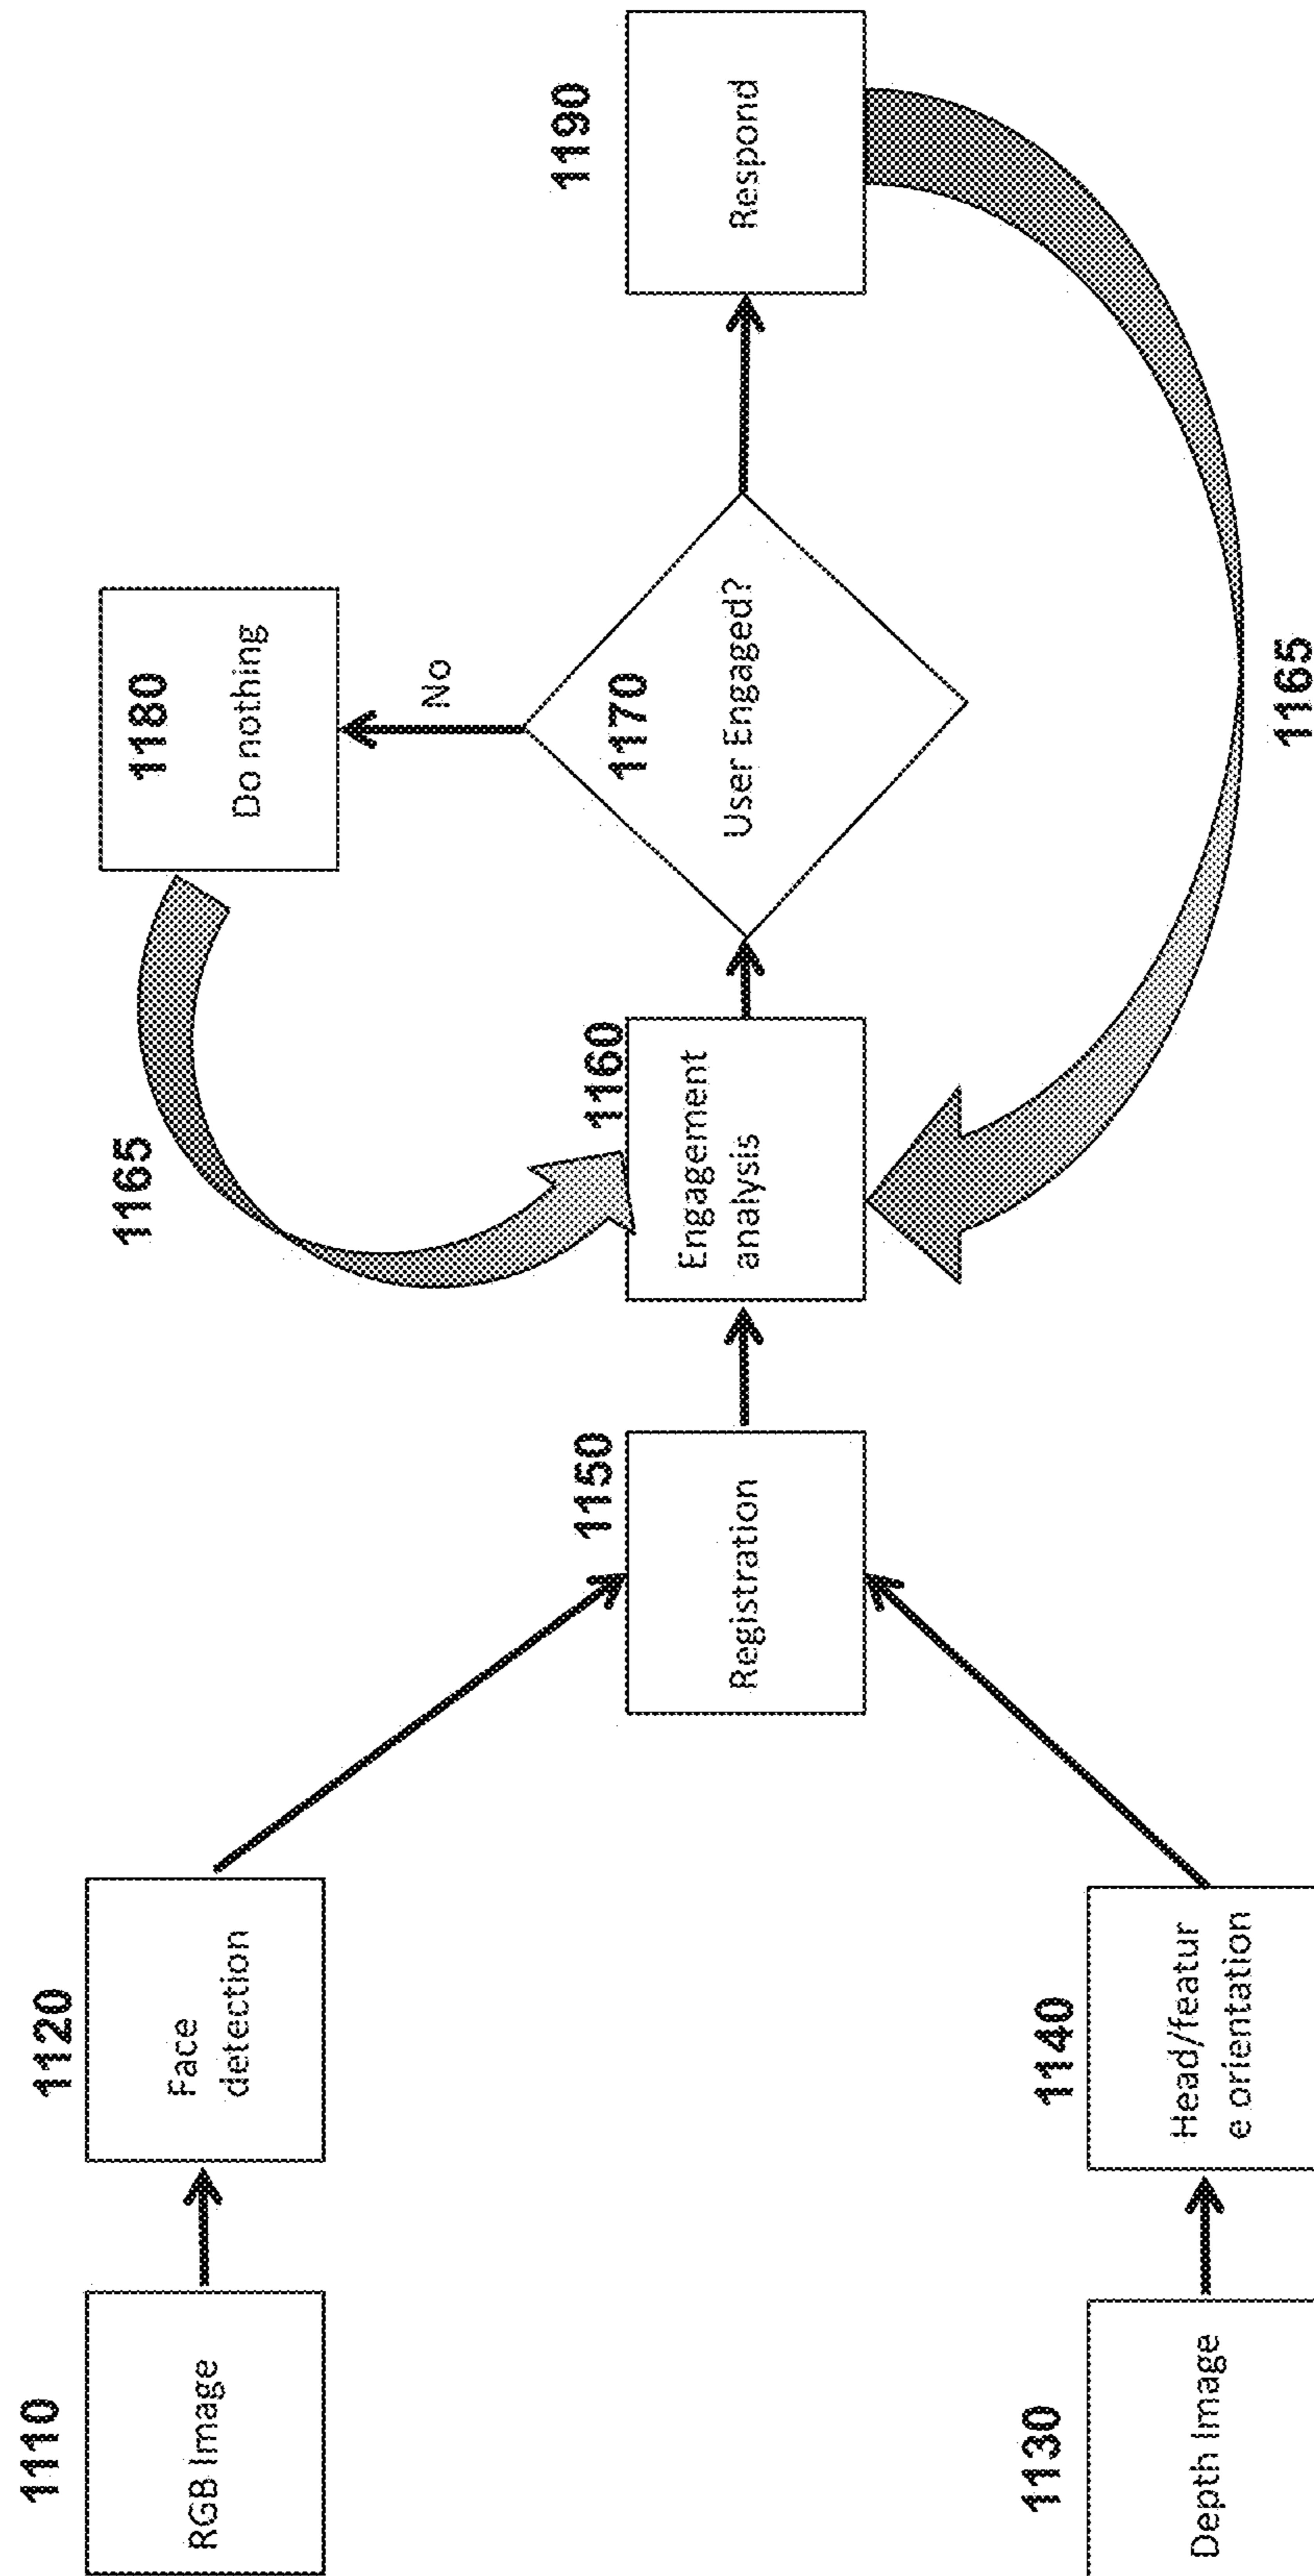 1110
RGB Image
1120
Face
detection
1130
Depth Image
1140
Head/featur
e orientation
1150
Registration
1160
Engagement
analysis
1165
1170
User Engaged?
No
1180
Do nothing
1190
Respond
1165